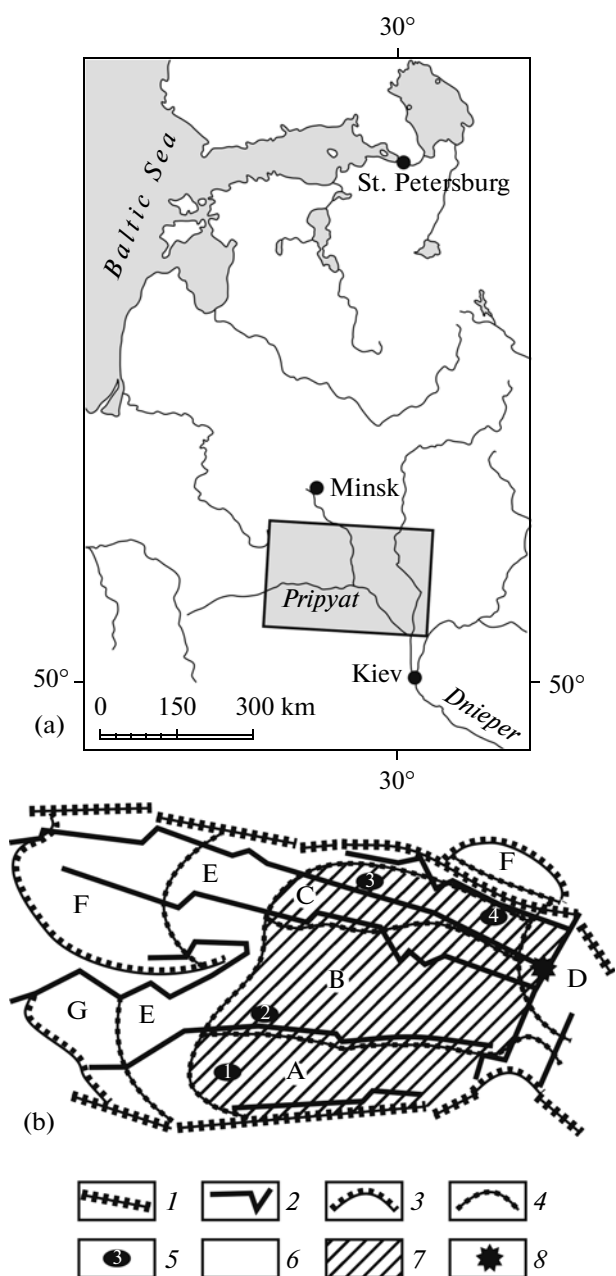 30°
Baltic Sea
St. Petersburg
Minsk
Pripyat
Kiev
50°
50°
0 150 300 km
Dnieper
(a)
30°
F
E
3
C
F
4
B
D
G
E
2
1
A
(b)
1 2 3 4
3 5 6 7 8